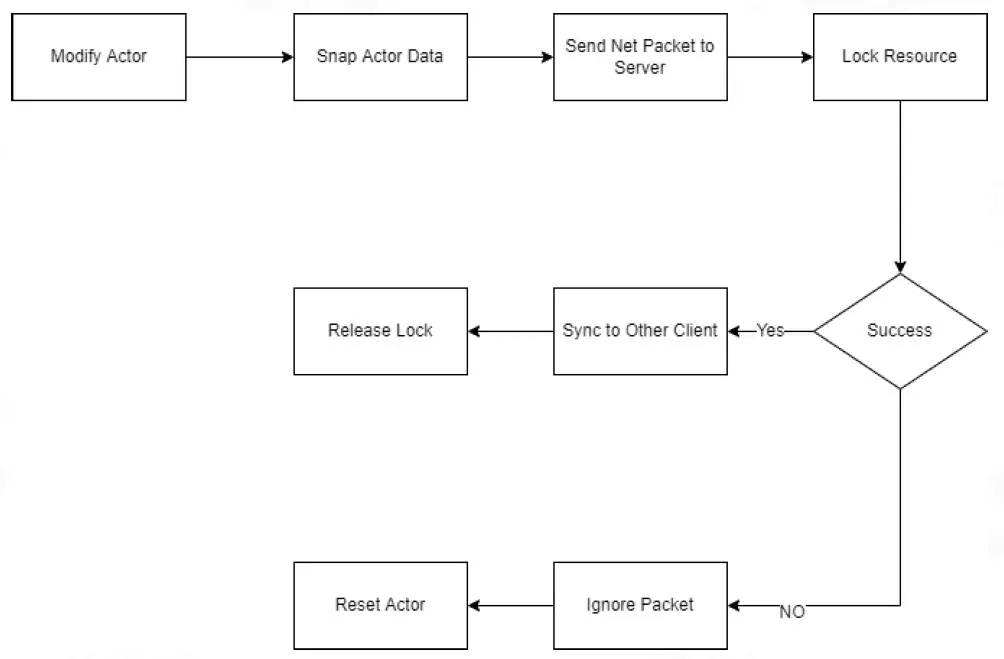 Modify Actor
Snap Actor Data
Send Net Packet to
Server
Lock Resource
Release Lock
Sync to Other Client
Yes
Success
Reset Actor
Ignore Packet
NO